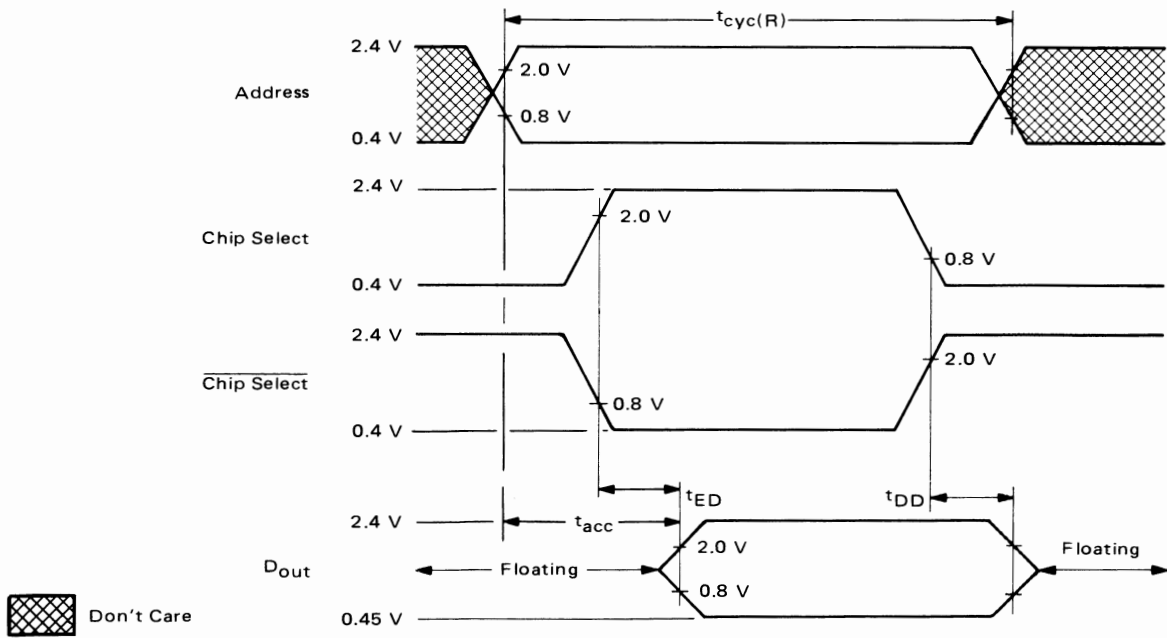 tcyc(R)
2.4 V
2.0 V
Address
0.8 V
0.4 V
2.4 V
2.0 V
Chip Select
0.8 V
0.4 V
2.4 V
2.0 V
Chip Select
0.8 V
0.4 V
tED
tDD
tacc
2.4 V
2.0 V
Floating
Dout
Floating
0.8 V
0.45 V
Don't Care